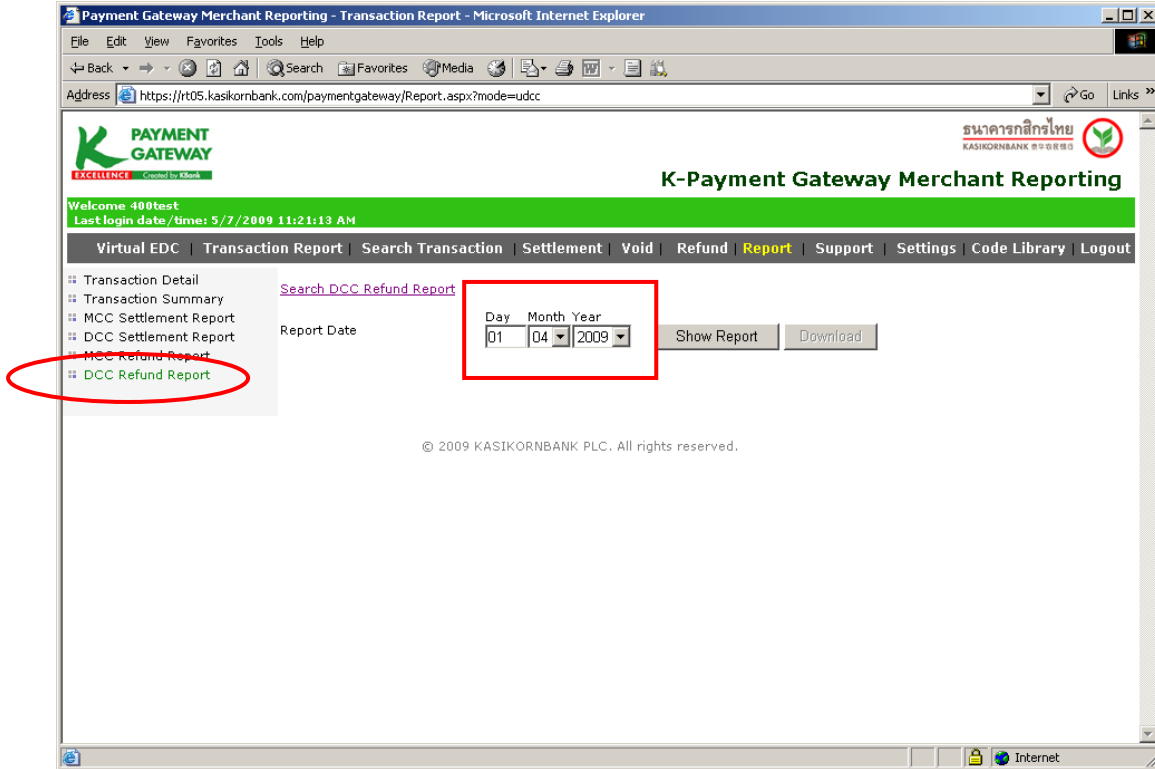 Payment Gateway Merchant Reporting - Transaction Report - Microsoft Internet Explorer
File Edit View Favorites Tools Help
Back Search Favorites Media
Address https://rt05.kasikornbank.com/paymentgateway/Report.aspx?mode=udcc Go Links »
PAYMENT
GATEWAY
EXCELLENCE Created by KBank
ธนาคารกสิกรไทย
KASIKORNBANK
K-Payment Gateway Merchant Reporting
Welcome 400test
Last login date/time: 5/7/2009 11:21:13 AM
Virtual EDC | Transaction Report | Search Transaction | Settlement | Void | Refund | Report | Support | Settings | Code Library | Logout
Transaction Detail
Transaction Summary
MCC Settlement Report
DCC Settlement Report
MCC Refund Report
DCC Refund Report
Search DCC Refund Report
Day Month Year
Report Date 01 04 2009 Show Report Download
© 2009 KASIKORNBANK PLC. All rights reserved.
Internet